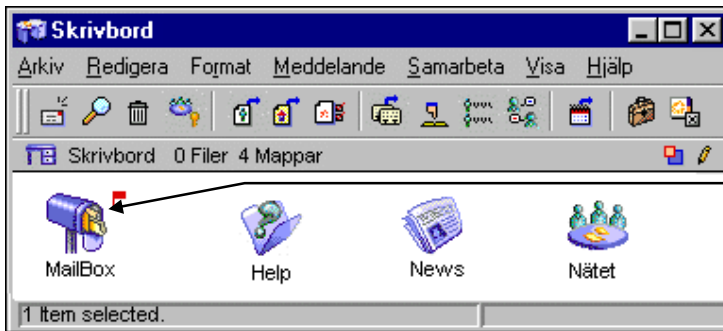 Skrivbord
Arkiv Redigera Format Meddelande Samarbeta Visa Hjälp
Skrivbord 0 Filer 4 Mappar
MailBox Help News Nätet
1 Item selected.